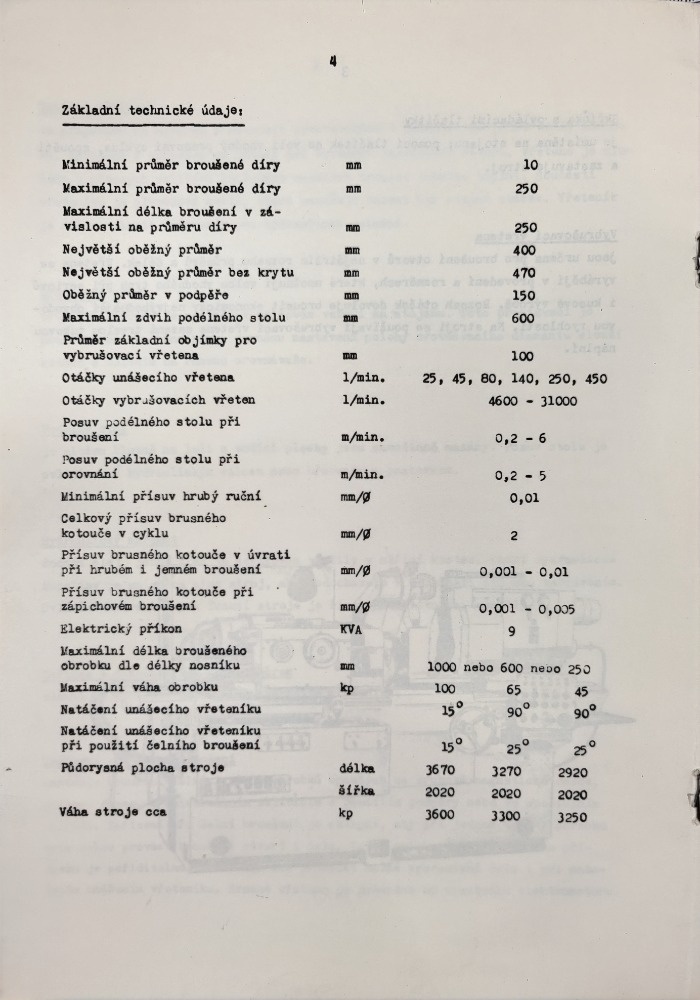 4
Základní technické údaje:
Minimální průměr broušené díry mm 10
Maximální průměr broušené díry mm 250
Maximální délka broušení v zá-
vislosti na průměru díry mm 250
Největší oběžný průměr mm 400
Největší oběžný průměr bez krytu mm 470
Oběžný průměr v podpěře mm 150
Maximální zdvih podélného stolu mm 600
Průměr základní objímky pro
vybrušovací vřetena mm 100
Otáčky unášecího vřetena l/min. 25, 45, 80, 140, 250, 450
Otáčky vybrušovacích vřeten l/min. 4600 - 31000
Posuv podélného stolu při
broušení m/min. 0,2 - 6
Posuv podélného stolu při
orovnání m/min. 0,2 - 5
Minimální přísuv hrubý ruční mm/Ø 0,01
Celkový přísuv brusného
kotouče v cyklu mm/Ø 2
Přísuv brusného kotouče v úvrati
při hrubém i jemném broušení mm/Ø 0,001 - 0,01
Přísuv brusného kotouče při
zápichovém broušení mm/Ø 0,001 - 0,005
Elektrický příkon KVA 9
Maximální délka broušeného
obrobku dle délky nosníku mm 1000 nebo 600 nebo 250
Maximální váha obrobku kp 100 65 45
Natáčení unášecího vřeteníku 15° 90° 90°
Natáčení unášecího vřeteníku
při použití čelního broušení 15° 25° 25°
Půdorysná plocha stroje délka 3670 3270 2920
šířka 2020 2020 2020
Váha stroje cca kp 3600 3300 3250